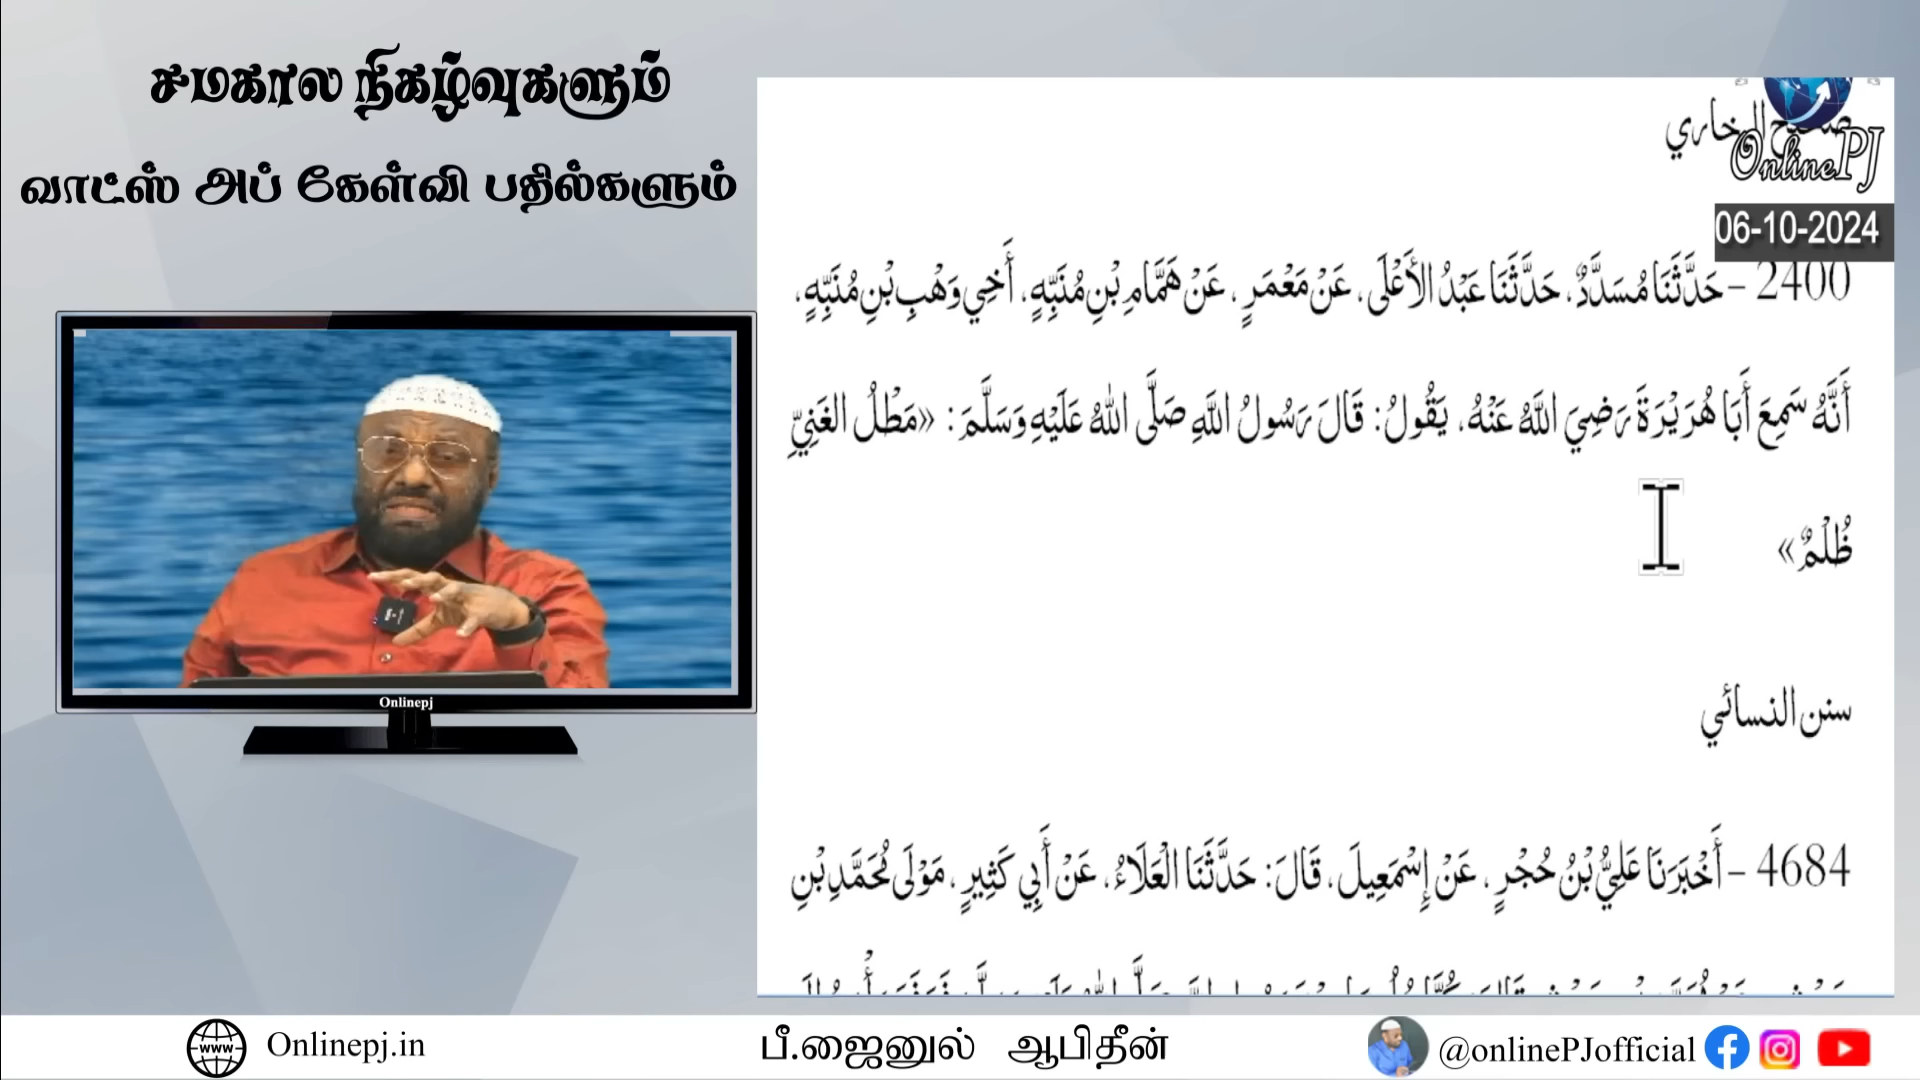 சமகால நிகழ்வுகளும்
வாட்ஸ் அப் கேள்வி பதில்களும்
Onlinepj
صحيح البخاري
OnlinePJ
06-10-2024
2400 - حَدَّثَنَا مُسَدَّدٌ، حَدَّثَنَا عَبْدُ الأَعْلَى، عَنْ مَعْمَرٍ، عَنْ هَمَّامِ بْنِ مُنَبِّهٍ، أَخِي وَهْبِ بْنِ مُنَبِّهٍ،
أَنَّهُ سَمِعَ أَبَا هُرَيْرَةَ رَضِيَ اللَّهُ عَنْهُ، يَقُولُ: قَالَ رَسُولُ اللَّهِ صَلَّى اللهُ عَلَيْهِ وَسَلَّمَ: «مَطْلُ الغَنِيِّ
ظُلْمٌ»
سنن النسائي
4684 - أَخْبَرَنَا عَلِيُّ بْنُ حُجْرٍ، عَنْ إِسْمَعِيلَ، قَالَ: حَدَّثَنَا الْعَلَاءُ، عَنْ أَبِي كَثِيرٍ، مَوْلَى مُحَمَّدِ بْنِ
WWW
Onlinepj.in
பீ.ஜைனுல் ஆபிதீன்
@onlinePJofficial